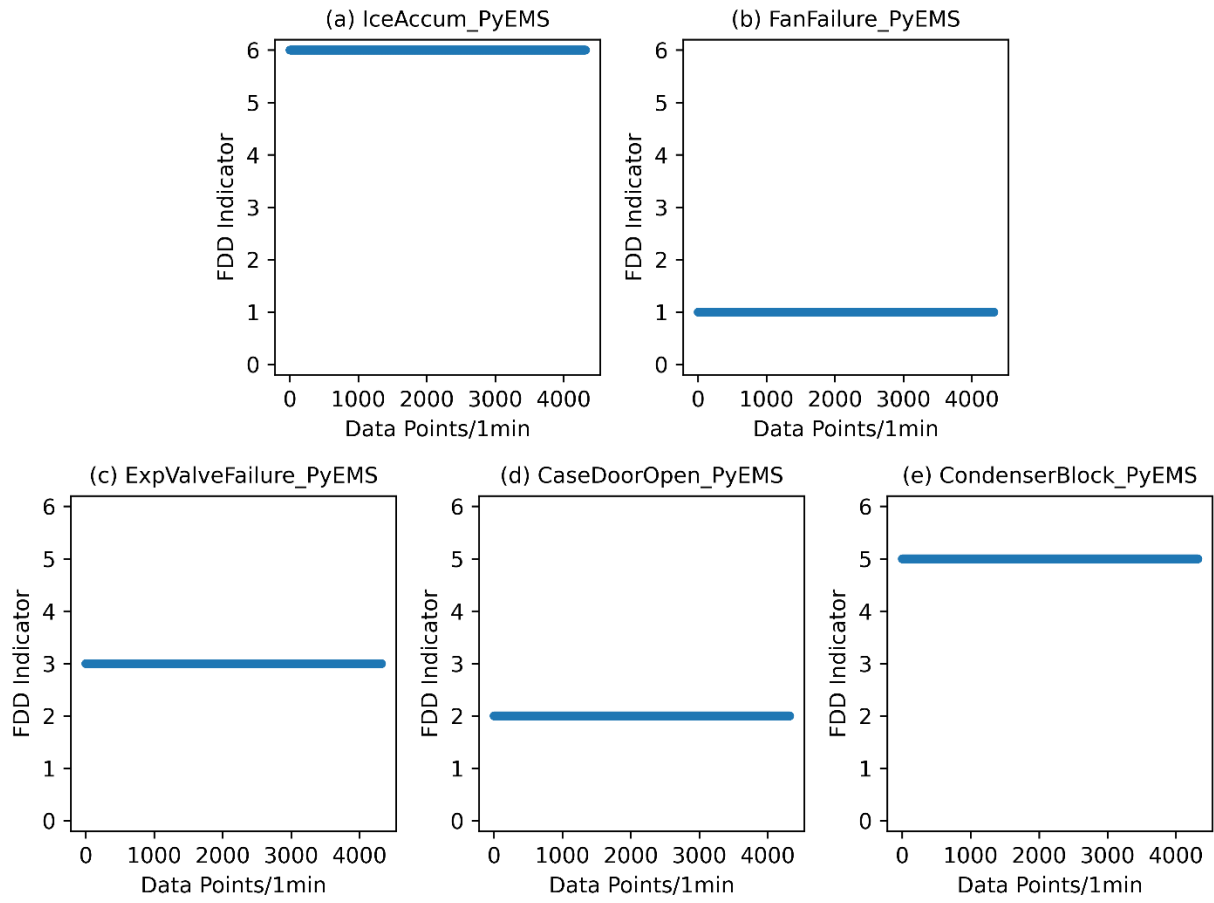 (a) IceAccum_PyEMS
(b) FanFailure_PyEMS
FDD Indicator
6
5
4
3
2
1
0
0 1000 2000 3000 4000
Data Points/1min
FDD Indicator
6
5
4
3
2
1
0
0 1000 2000 3000 4000
Data Points/1min
(c) ExpValveFailure_PyEMS
(d) CaseDoorOpen_PyEMS
(e) CondenserBlock_PyEMS
FDD Indicator
6
5
4
3
2
1
0
0 1000 2000 3000 4000
Data Points/1min
FDD Indicator
6
5
4
3
2
1
0
0 1000 2000 3000 4000
Data Points/1min
FDD Indicator
6
5
4
3
2
1
0
0 1000 2000 3000 4000
Data Points/1min